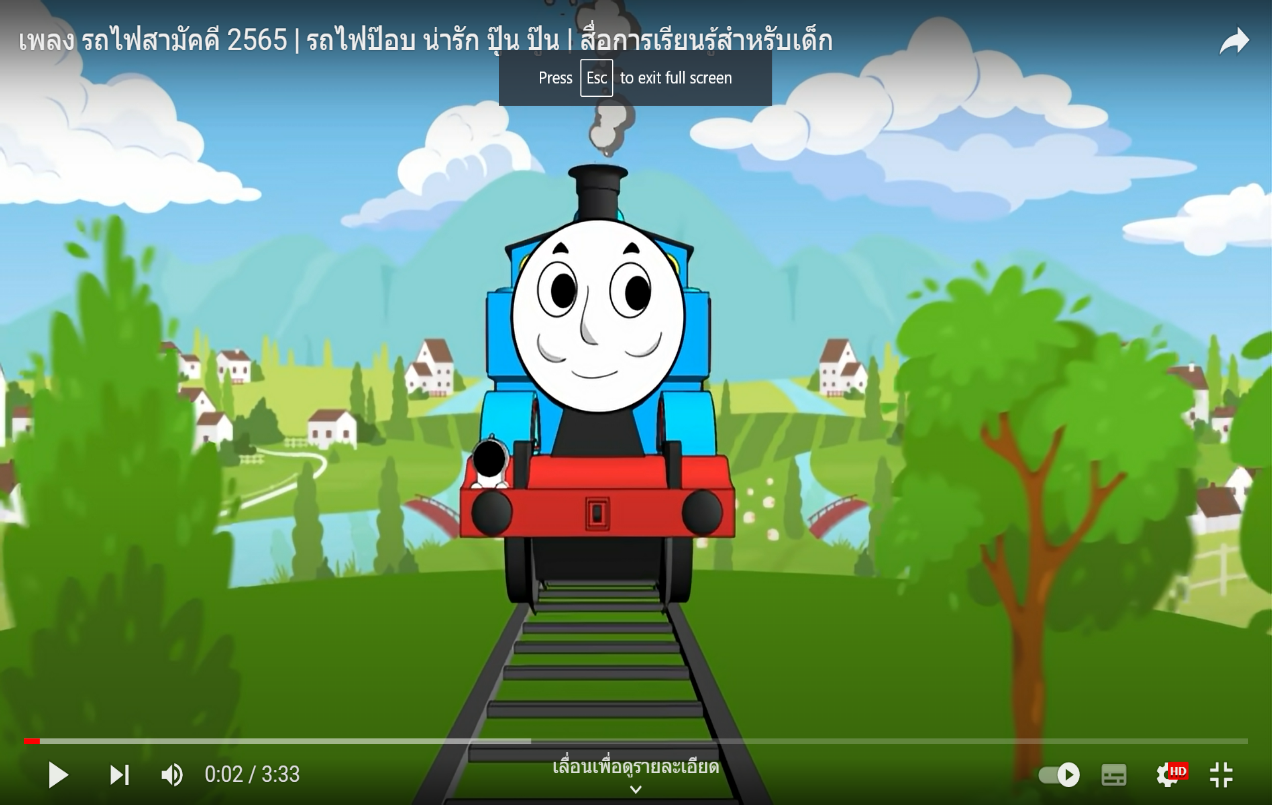 เพลง รถไฟสามัคคี 2565 | รถไฟป๊อบ น่ารัก ปู๊น ปู๊น | สื่อการเรียนรู้สำหรับเด็ก
Press Esc to exit full screen
0:02 / 3:33
เลื่อนเพื่อดูรายละเอียด
HD